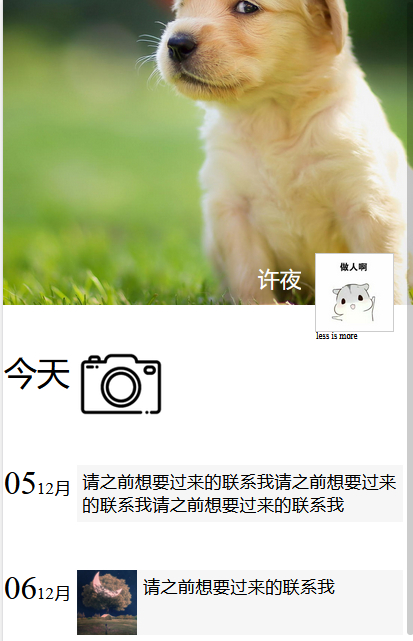 许夜
做人啊
less is more
今天
05 12月
请之前想要过来的联系我请之前想要过来
的联系我请之前想要过来的联系我
06 12月
请之前想要过来的联系我